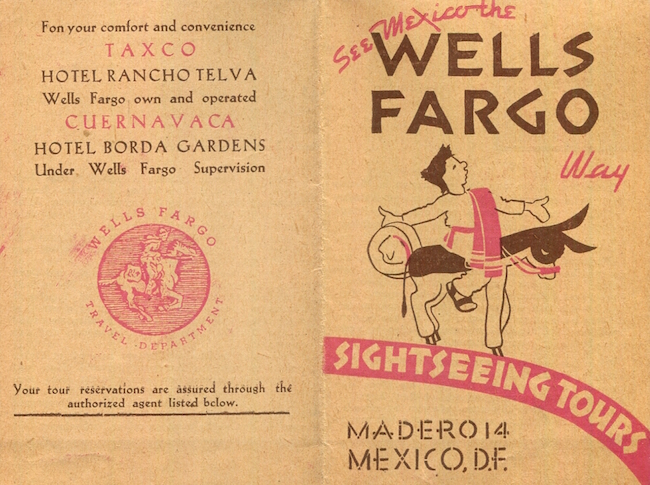 Fon your comfort and convenience
TAXCO
HOTEL RANCHO TELVA
Wells Fargo own and operated
CUERNAVACA
HOTEL BORDA GARDENS
Under Wells Fargo Supervision
WELLS FARGO
TRAVEL DEPARTMENT
Your tour reservations are assured through the
authorized agent listed below.
See Mexico the
WELLS
FARGO
Way
SIGHTSEEING TOURS
MADERO 14
MEXICO, D.F.